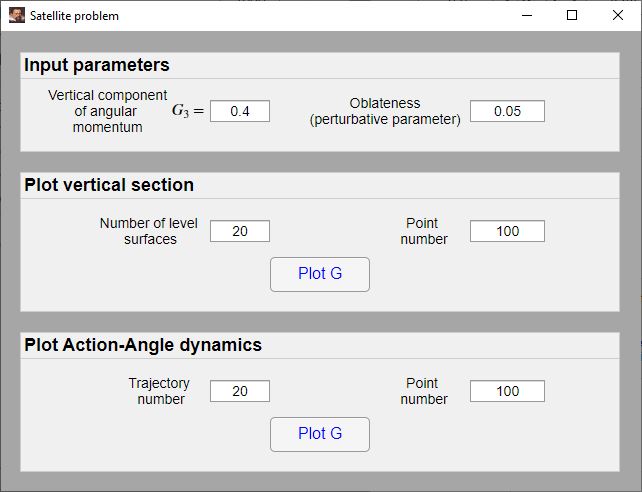 Satellite problem
Input parameters
Vertical component
of angular
momentum
G₃ =
0.4
Oblateness
(perturbative parameter)
0.05
Plot vertical section
Number of level
surfaces
20
Point
number
100
Plot G
Plot Action-Angle dynamics
Trajectory
number
20
Point
number
100
Plot G